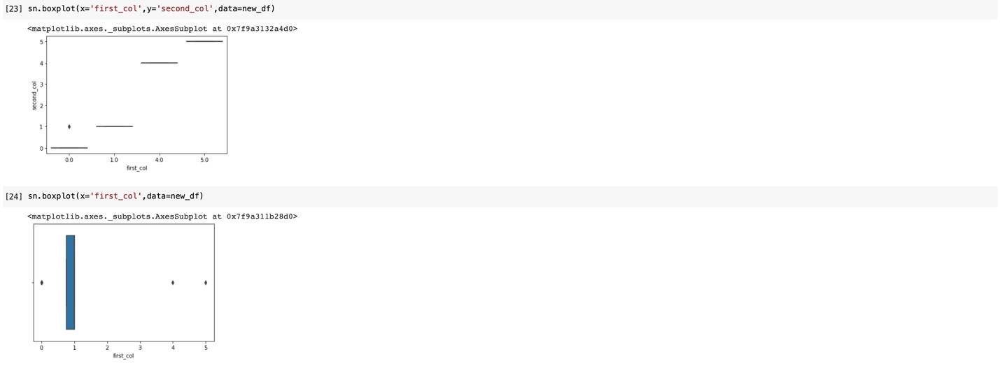 [23] sn.boxplot(x='first_col',y='second_col',data=new_df)
<matplotlib.axes._subplots.AxesSubplot at 0x7f9a3132a4d0>
5
4
3
2
1
0
second_col
0.0 1.0 4.0 5.0
first_col
[24] sn.boxplot(x='first_col',data=new_df)
<matplotlib.axes._subplots.AxesSubplot at 0x7f9a311b28d0>
0 1 2 3 4 5
first_col